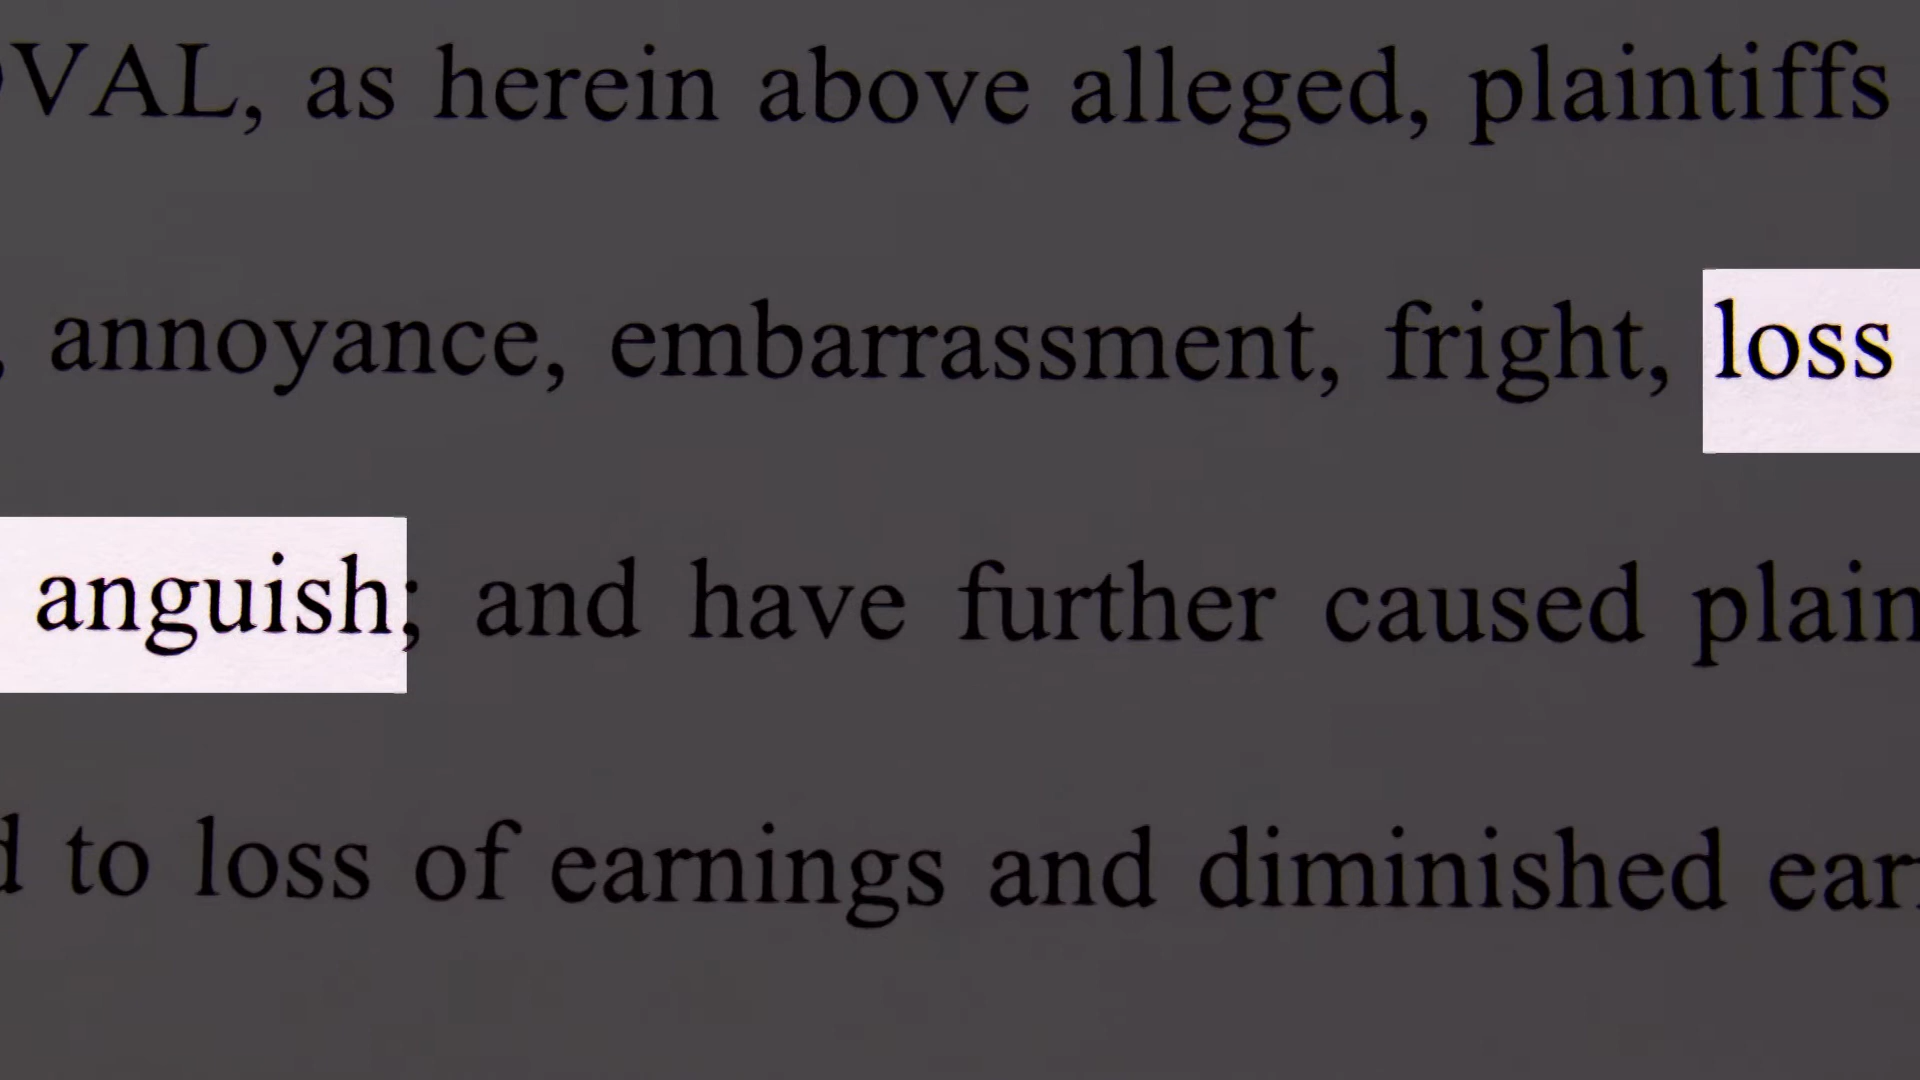 VAL, as herein above alleged, plaintiffs
, annoyance, embarrassment, fright, loss
anguish; and have further caused plain
d to loss of earnings and diminished ear